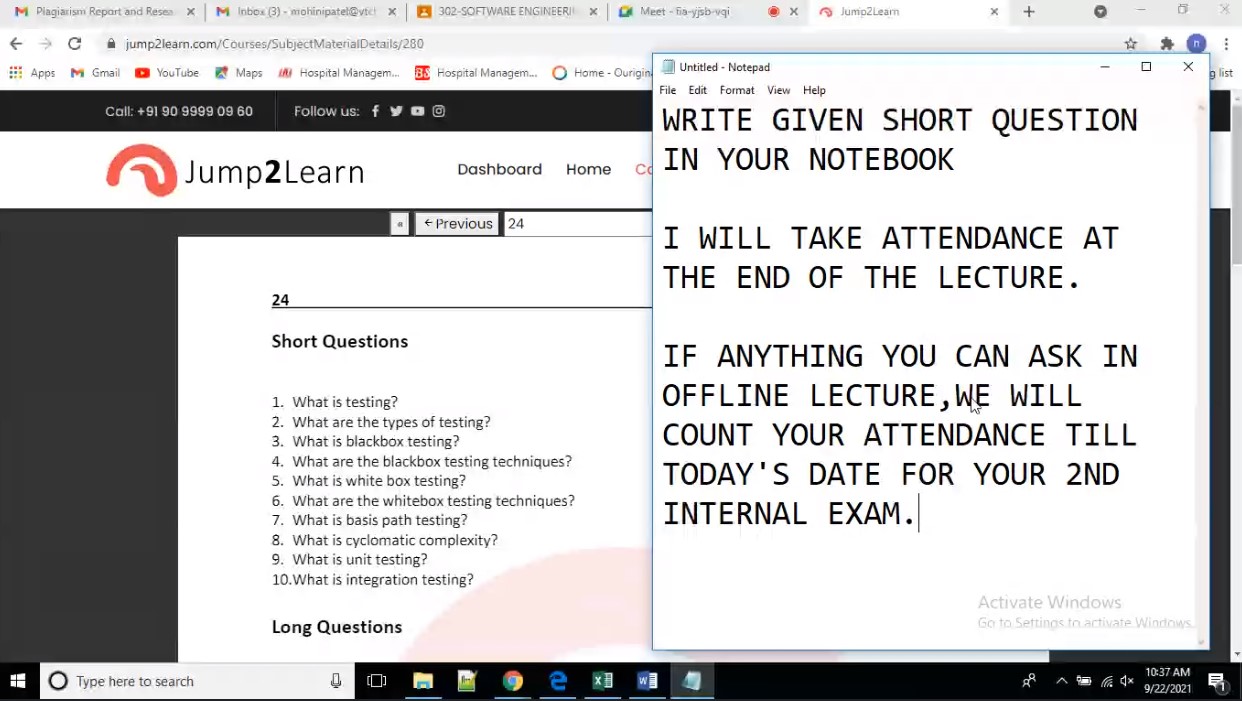 Plagiarism Report and Resea
Inbox (3) - mohinipatel@vtcb
302-SOFTWARE ENGINEERI
Meet - fia-yjsb-vqi
Jump2Learn
jump2learn.com/Courses/SubjectMaterialDetails/280
n
Apps
Gmail
YouTube
Maps
Hospital Managem...
BS
Hospital Managem...
Home - Ourigin
g list
Call: +91 90 9999 09 60
Follow us:
Jump2Learn
Dashboard
Home
Co
« ← Previous 24
24
Short Questions
1. What is testing?
2. What are the types of testing?
3. What is blackbox testing?
4. What are the blackbox testing techniques?
5. What is white box testing?
6. What are the whitebox testing techniques?
7. What is basis path testing?
8. What is cyclomatic complexity?
9. What is unit testing?
10.What is integration testing?
Long Questions
Untitled - Notepad
File Edit Format View Help
WRITE GIVEN SHORT QUESTION
IN YOUR NOTEBOOK
I WILL TAKE ATTENDANCE AT
THE END OF THE LECTURE.
IF ANYTHING YOU CAN ASK IN
OFFLINE LECTURE,WE WILL
COUNT YOUR ATTENDANCE TILL
TODAY'S DATE FOR YOUR 2ND
INTERNAL EXAM.
Activate Windows
Go to Settings to activate Windows.
Type here to search
10:37 AM
9/22/2021
1